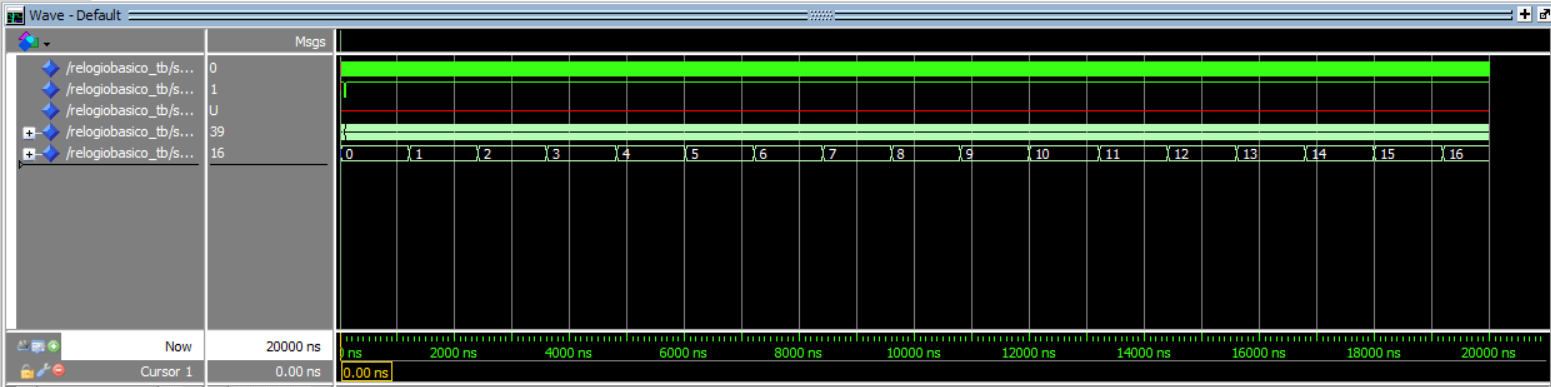 Wave - Default
Msgs
/relogiobasico_tb/s... 0
/relogiobasico_tb/s... 1
/relogiobasico_tb/s... U
/relogiobasico_tb/s... 39
/relogiobasico_tb/s... 16 0 1 2 3 4 5 6 7 8 9 10 11 12 13 14 15 16
Now 20000 ns ns 2000 ns 4000 ns 6000 ns 8000 ns 10000 ns 12000 ns 14000 ns 16000 ns 18000 ns 20000 ns
Cursor 1 0.00 ns 0.00 ns